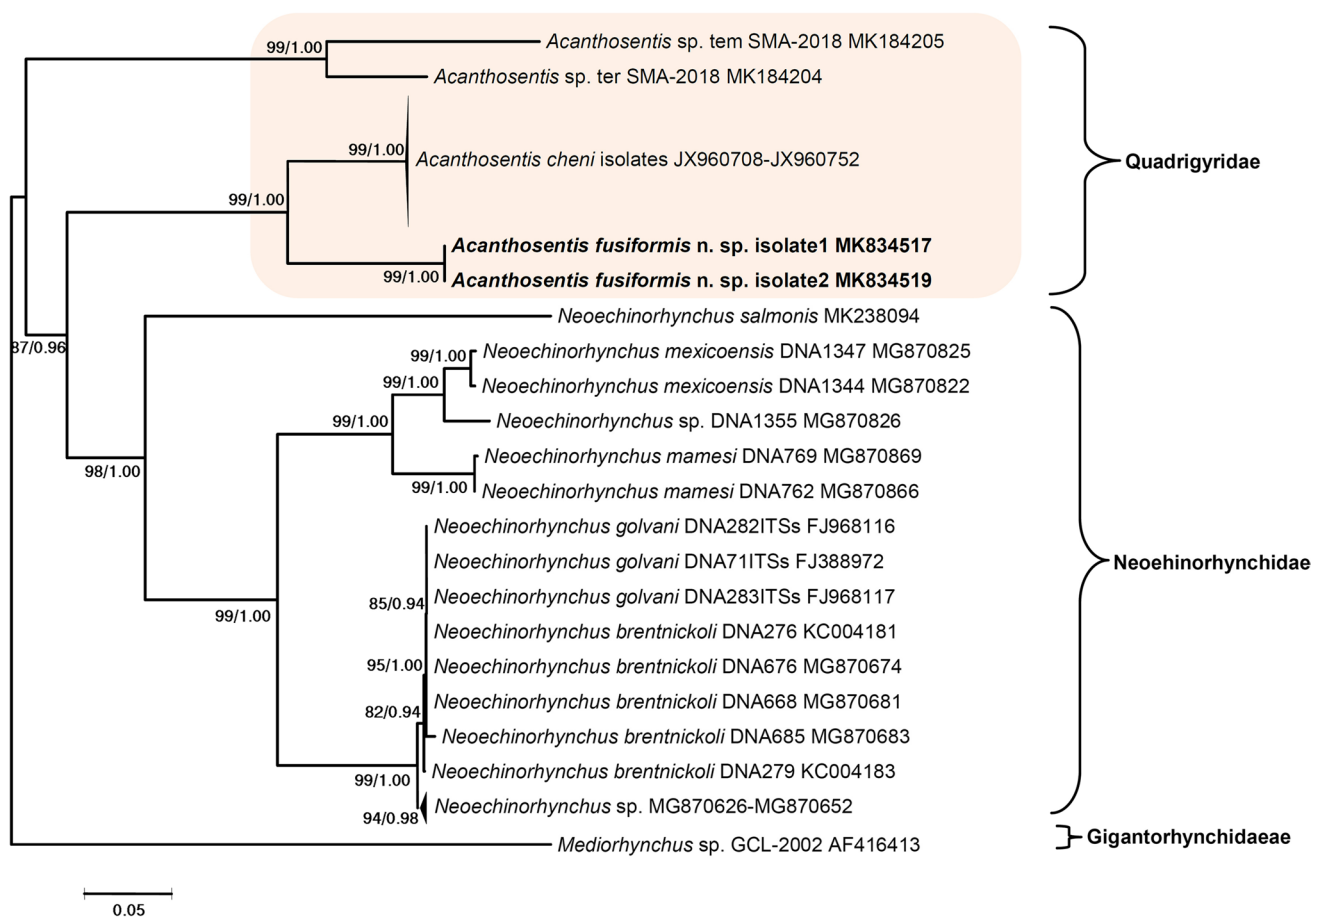 99/1.00
Acanthosentis sp. tem SMA-2018 MK184205
Acanthosentis sp. ter SMA-2018 MK184204
99/1.00
Acanthosentis cheni isolates JX960708-JX960752
Quadrigyridae
99/1.00
Acanthosentis fusiformis n. sp. isolate1 MK834517
99/1.00
Acanthosentis fusiformis n. sp. isolate2 MK834519
Neoechinorhynchus salmonis MK238094
87/0.96
99/1.00
Neoechinorhynchus mexicoensis DNA1347 MG870825
99/1.00
Neoechinorhynchus mexicoensis DNA1344 MG870822
99/1.00
Neoechinorhynchus sp. DNA1355 MG870826
Neoechinorhynchus mamesi DNA769 MG870869
98/1.00
99/1.00
Neoechinorhynchus mamesi DNA762 MG870866
Neoechinorhynchus golvani DNA282ITSs FJ968116
Neoechinorhynchus golvani DNA71ITSs FJ388972
Neoehinorhynchidae
85/0.94
Neoechinorhynchus golvani DNA283ITSs FJ968117
99/1.00
Neoechinorhynchus brentnickoli DNA276 KC004181
95/1.00
Neoechinorhynchus brentnickoli DNA676 MG870674
Neoechinorhynchus brentnickoli DNA668 MG870681
82/0.94
Neoechinorhynchus brentnickoli DNA685 MG870683
99/1.00
Neoechinorhynchus brentnickoli DNA279 KC004183
94/0.98
Neoechinorhynchus sp. MG870626-MG870652
Mediorhynchus sp. GCL-2002 AF416413
Gigantorhynchidaeae
0.05